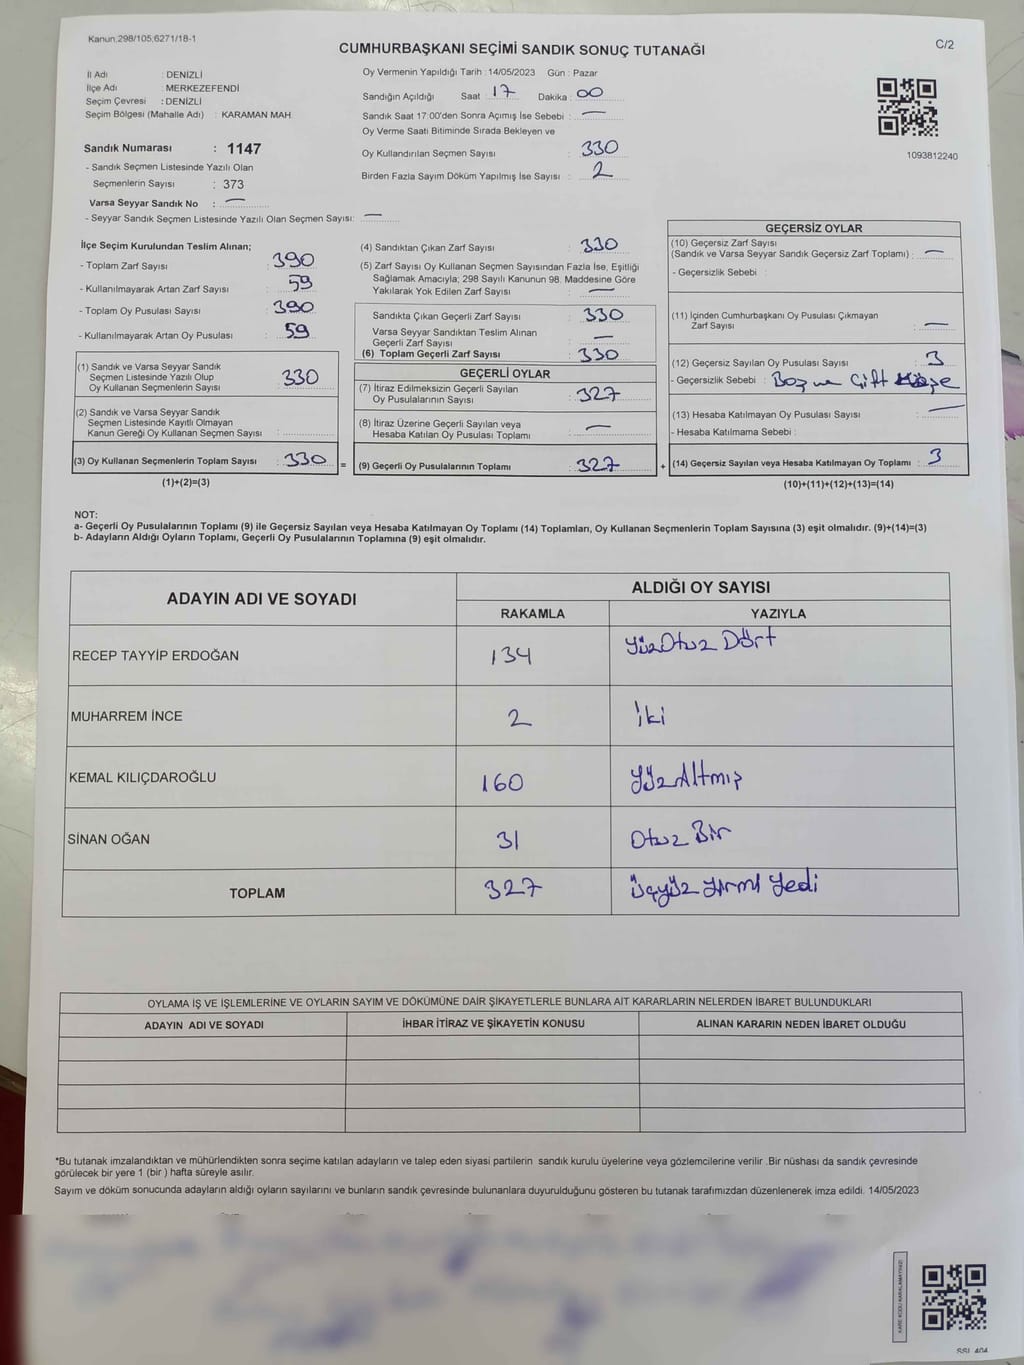 Kanun:298/105;6271/18-1
CUMHURBAŞKANI SEÇİMİ SANDIK SONUÇ TUTANAĞI
C/2
İl Adı : DENİZLİ
İlçe Adı : MERKEZEFENDİ
Seçim Çevresi : DENİZLİ
Seçim Bölgesi (Mahalle Adı) : KARAMAN MAH
Sandık Numarası : 1147
- Sandık Seçmen Listesinde Yazılı Olan
Seçmenlerin Sayısı : 373
Varsa Seyyar Sandık No : —
- Seyyar Sandık Seçmen Listesinde Yazılı Olan Seçmen Sayısı: —
Oy Vermenin Yapıldığı Tarih :14/05/2023 Gün : Pazar
Sandığın Açıldığı Saat : 17 Dakika : 00
Sandık Saat 17:00'den Sonra Açımış İse Sebebi : —
Oy Verme Saati Bitiminde Sırada Bekleyen ve
Oy Kullandırılan Seçmen Sayısı : 330
Birden Fazla Sayım Döküm Yapılmış İse Sayısı : 2
1093812240
İlçe Seçim Kurulundan Teslim Alınan;
- Toplam Zarf Sayısı : 390
- Kullanılmayarak Artan Zarf Sayısı : 59
- Toplam Oy Pusulası Sayısı : 390
- Kullanılmayarak Artan Oy Pusulası : 59
(1) Sandık ve Varsa Seyyar Sandık
Seçmen Listesinde Yazılı Olup
Oy Kullanan Seçmenlerin Sayısı : 330
(2) Sandık ve Varsa Seyyar Sandık
Seçmen Listesinde Kayıtlı Olmayan
Kanun Gereği Oy Kullanan Seçmen Sayısı :
(3) Oy Kullanan Seçmenlerin Toplam Sayısı : 330
(1)+(2)=(3)
=
(4) Sandıktan Çıkan Zarf Sayısı : 330
(5) Zarf Sayısı Oy Kullanan Seçmen Sayısından Fazla İse, Eşitliği
Sağlamak Amacıyla; 298 Sayılı Kanunun 98. Maddesine Göre
Yakılarak Yok Edilen Zarf Sayısı : —
Sandıkta Çıkan Geçerli Zarf Sayısı : 330
Varsa Seyyar Sandıktan Teslim Alınan
Geçerli Zarf Sayısı : —
(6) Toplam Geçerli Zarf Sayısı : 330
GEÇERLİ OYLAR
(7) İtiraz Edilmeksizin Geçerli Sayılan
Oy Pusulalarının Sayısı : 327
(8) İtiraz Üzerine Geçerli Sayılan veya
Hesaba Katılan Oy Pusulası Toplamı : —
(9) Geçerli Oy Pusulalarının Toplamı : 327
+
GEÇERSİZ OYLAR
(10) Geçersiz Zarf Sayısı
(Sandık ve Varsa Seyyar Sandık Geçersiz Zarf Toplamı) : —
- Geçersizlik Sebebi :
(11) İçinden Cumhurbaşkanı Oy Pusulası Çıkmayan
Zarf Sayısı : —
(12) Geçersiz Sayılan Oy Pusulası Sayısı : 3
- Geçersizlik Sebebi : Boş ve Çift Kaşe
(13) Hesaba Katılmayan Oy Pusulası Sayısı : —
- Hesaba Katılmama Sebebi :
(14) Geçersiz Sayılan veya Hesaba Katılmayan Oy Toplamı : 3
(10)+(11)+(12)+(13)=(14)
NOT:
a- Geçerli Oy Pusulalarının Toplamı (9) ile Geçersiz Sayılan veya Hesaba Katılmayan Oy Toplamı (14) Toplamları, Oy Kullanan Seçmenlerin Toplam Sayısına (3) eşit olmalıdır. (9)+(14)=(3)
b- Adayların Aldığı Oyların Toplamı, Geçerli Oy Pusulalarının Toplamına (9) eşit olmalıdır.
ADAYIN ADI VE SOYADI
ALDIĞI OY SAYISI
RAKAMLA YAZIYLA
RECEP TAYYİP ERDOĞAN 134 Yüz Otuz Dört
MUHARREM İNCE 2 İki
KEMAL KILIÇDAROĞLU 160 Yüz Altmış
SİNAN OĞAN 31 Otuz Bir
TOPLAM 327 Üçyüz Yirmi Yedi
OYLAMA İŞ VE İŞLEMLERİNE VE OYLARIN SAYIM VE DÖKÜMÜNE DAİR ŞİKAYETLERLE BUNLARA AİT KARARLARIN NELERDEN İBARET BULUNDUKLARI
ADAYIN ADI VE SOYADI İHBAR İTİRAZ VE ŞİKAYETİN KONUSU ALINAN KARARIN NEDEN İBARET OLDUĞU
*Bu tutanak imzalandıktan ve mühürlendikten sonra seçime katılan adayların ve talep eden siyasi partilerin sandık kurulu üyelerine veya gözlemcilerine verilir .Bir nüshası da sandık çevresinde
görülecek bir yere 1 (bir ) hafta süreyle asılır.
Sayım ve döküm sonucunda adayların aldığı oyların sayılarını ve bunların sandık çevresinde bulunanlara duyurulduğunu gösteren bu tutanak tarafımızdan düzenlenerek imza edildi. 14/05/2023
KARE KODU KARALAMAYINIZ!